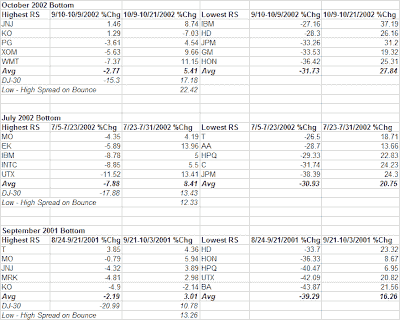 October 2002 Bottom
Highest RS 9/10-10/9/2002 %Chg 10/9-10/21/2002 %Chg Lowest RS 9/10-10/9/2002 %Chg 10/9-10/21/2002 %Chg
JNJ 1.46 8.74 IBM -27.16 37.19
KO 1.29 -7.03 HD -28.3 26.16
PG -3.61 4.54 JPM -33.26 31.2
XOM -5.63 9.66 GM -33.53 19.32
WMT -7.37 11.15 HON -36.42 25.31
Avg -2.77 5.41 Avg -31.73 27.84
DJ-30 -15.3 17.18
Low - High Spread on Bounce 22.42
July 2002 Bottom
Highest RS 7/5-7/23/2002 %Chg 7/23-7/31/2002 %Chg Lowest RS 7/5-7/23/2002 %Chg 7/23-7/31/2002 %Chg
MO -4.35 4.19 T -26.5 18.71
EK -5.89 13.96 AA -28.7 13.66
IBM -8.78 5 HPQ -29.33 22.83
INTC -8.85 5.5 C -31.74 24.23
UTX -11.52 13.41 JPM -38.39 24.3
Avg -7.88 8.41 Avg -30.93 20.75
DJ-30 -17.88 13.43
Low - High Spread on Bounce 12.33
September 2001 Bottom
Highest RS 8/24-9/21/2001 %Chg 9/21-10/3/2001 %Chg Lowest RS 8/24-9/21/2001 %Chg 9/21-10/3/2001 %Chg
T 3.85 4.36 HD -33.7 23.32
MO -0.79 5.94 HON -36.33 8.67
JNJ -4.32 3.89 HPQ -40.47 6.95
MRK -4.81 2.98 UTX -42.09 20.82
KO -4.9 -2.14 BA -43.87 21.56
Avg -2.19 3.01 Avg -39.29 16.26
DJ-30 -20.99 10.78
Low - High Spread on Bounce 13.26